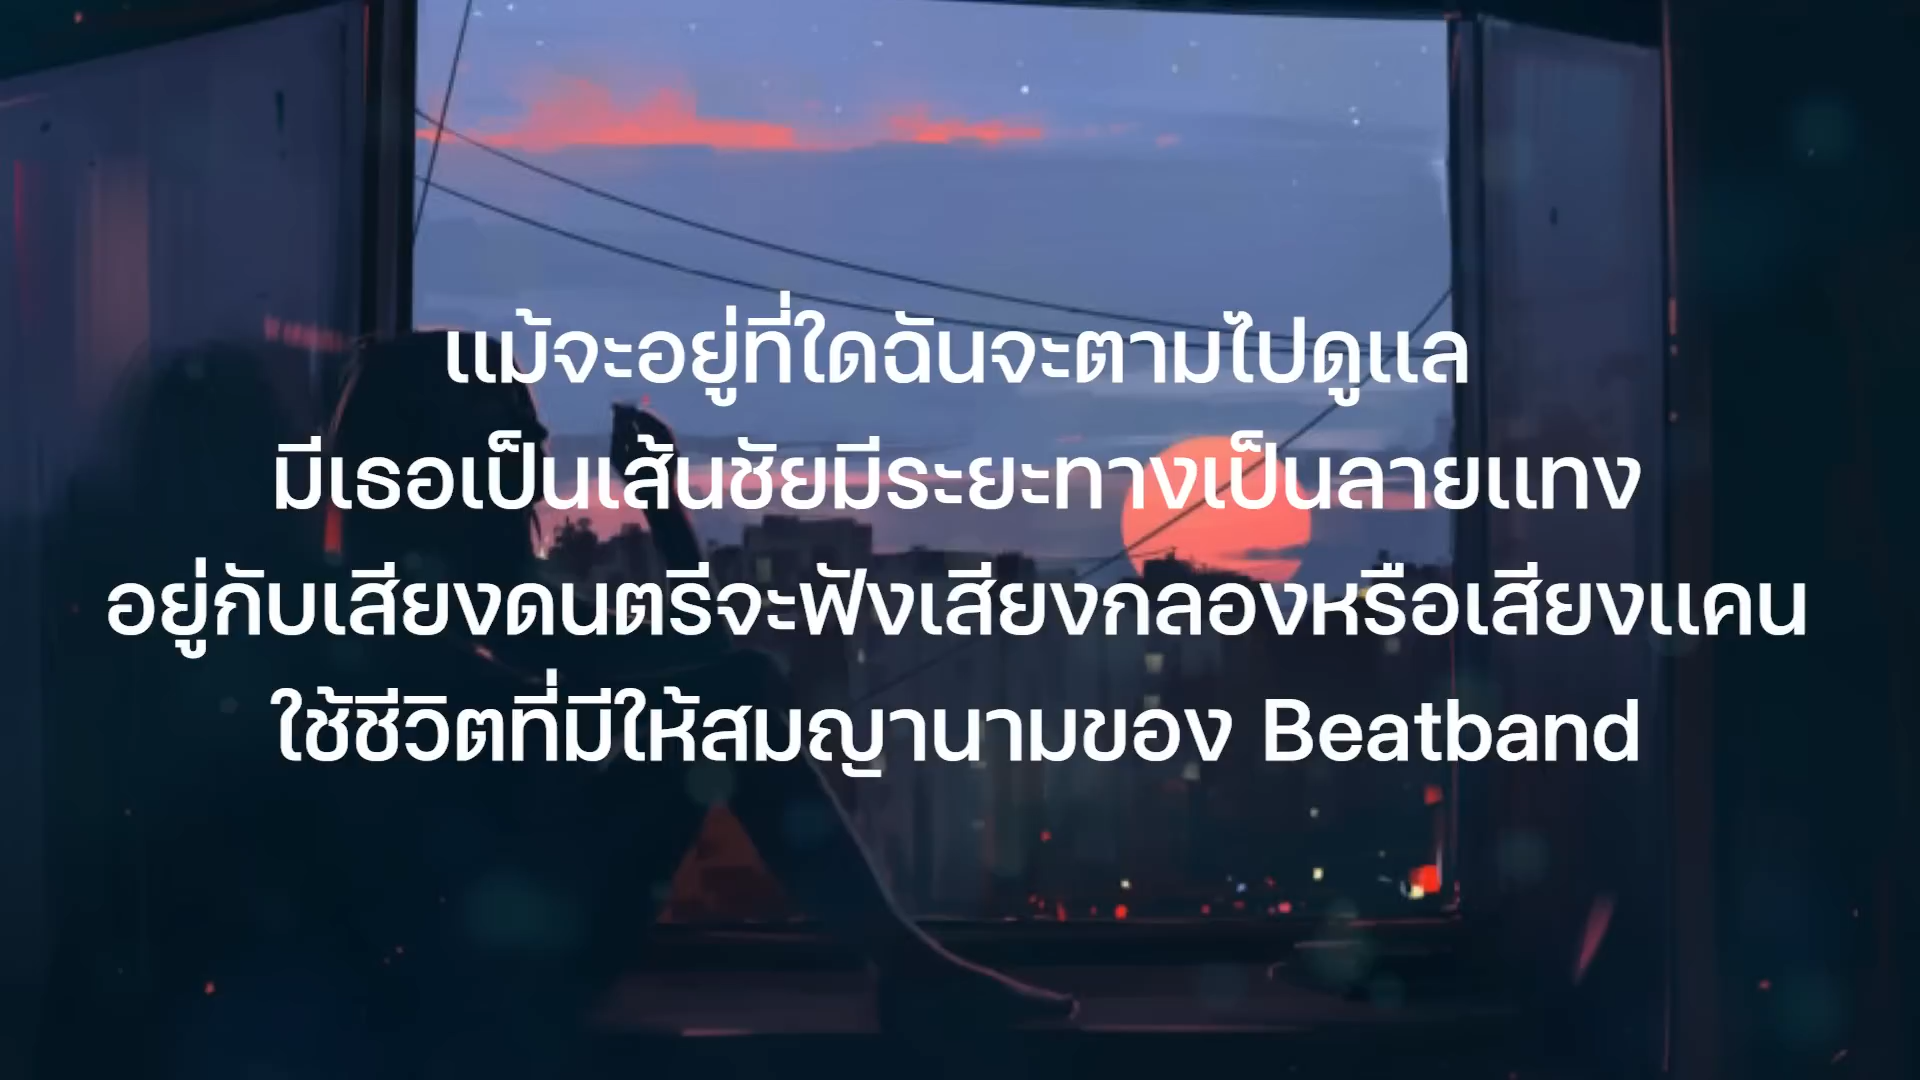 แม้จะอยู่ที่ใดฉันจะตามไปดูแล
มีเธอเป็นเส้นชัยมีระยะทางเป็นลายแทง
อยู่กับเสียงดนตรีจะฟังเสียงกลองหรือเสียงแคน
ใช้ชีวิตที่มีให้สมญานามของ Beatband